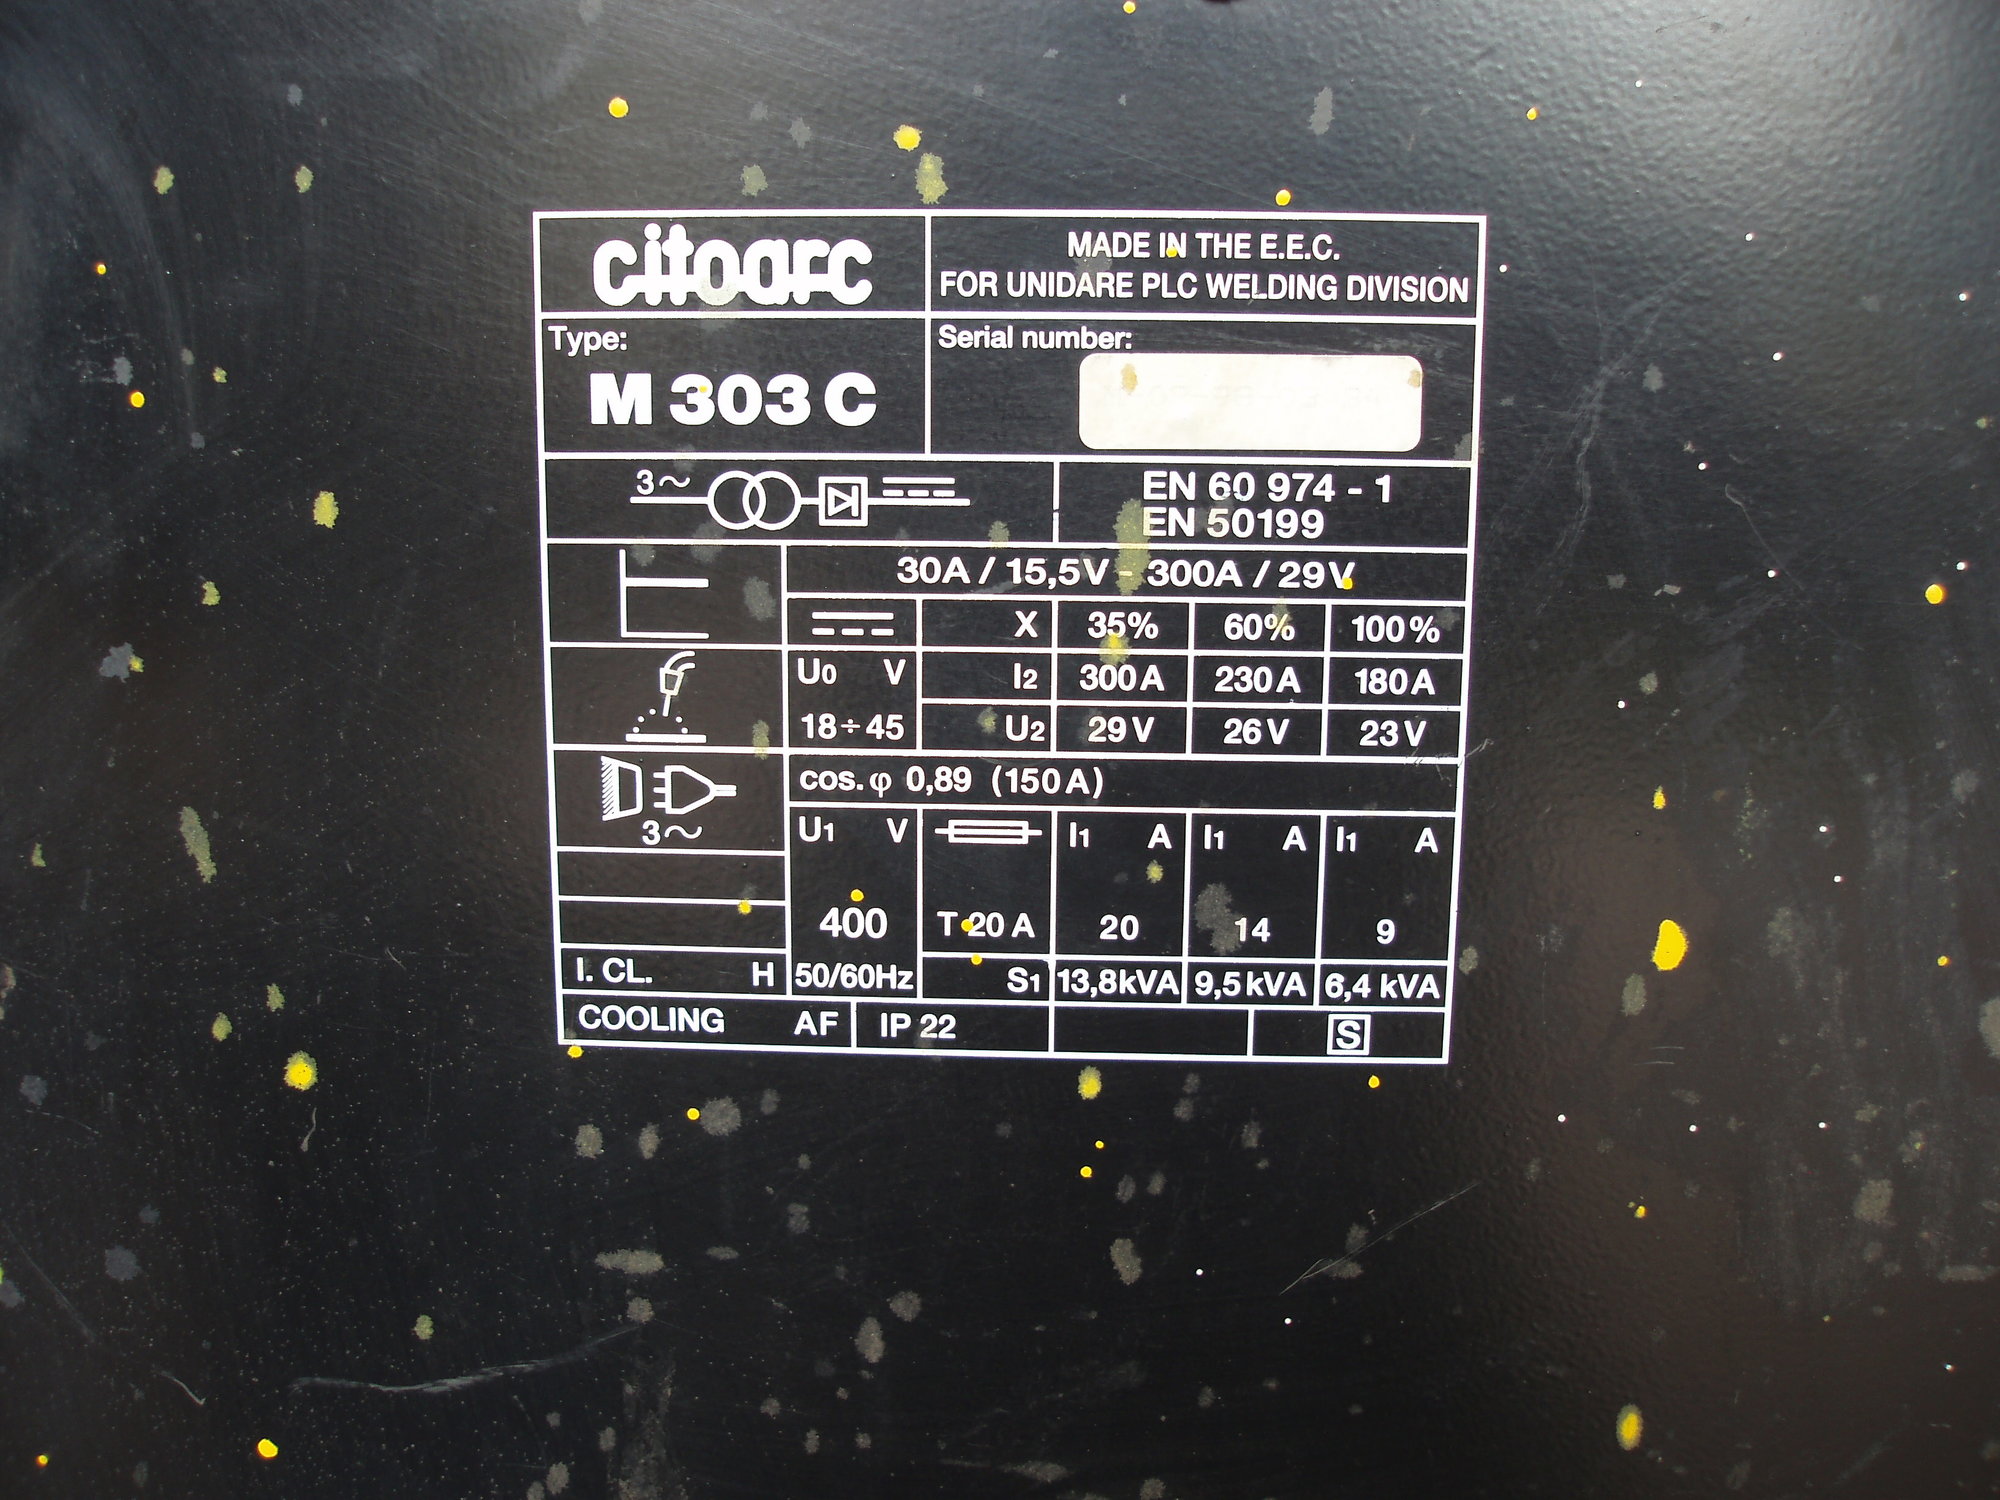 citoarc
MADE IN THE E.E.C.
FOR UNIDARE PLC WELDING DIVISION
Type:
M 303 C
Serial number:
3~
EN 60 974 - 1
EN 50199
30A / 15,5V - 300A / 29V
X 35% 60% 100%
U0 V I2 300A 230A 180A
18÷45 U2 29V 26V 23V
cos. φ 0,89 (150A)
3~
U1 V I1 A I1 A I1 A
400 T 20 A 20 14 9
I. CL. H 50/60Hz S1 13,8kVA 9,5kVA 6,4 kVA
COOLING AF IP 22 S